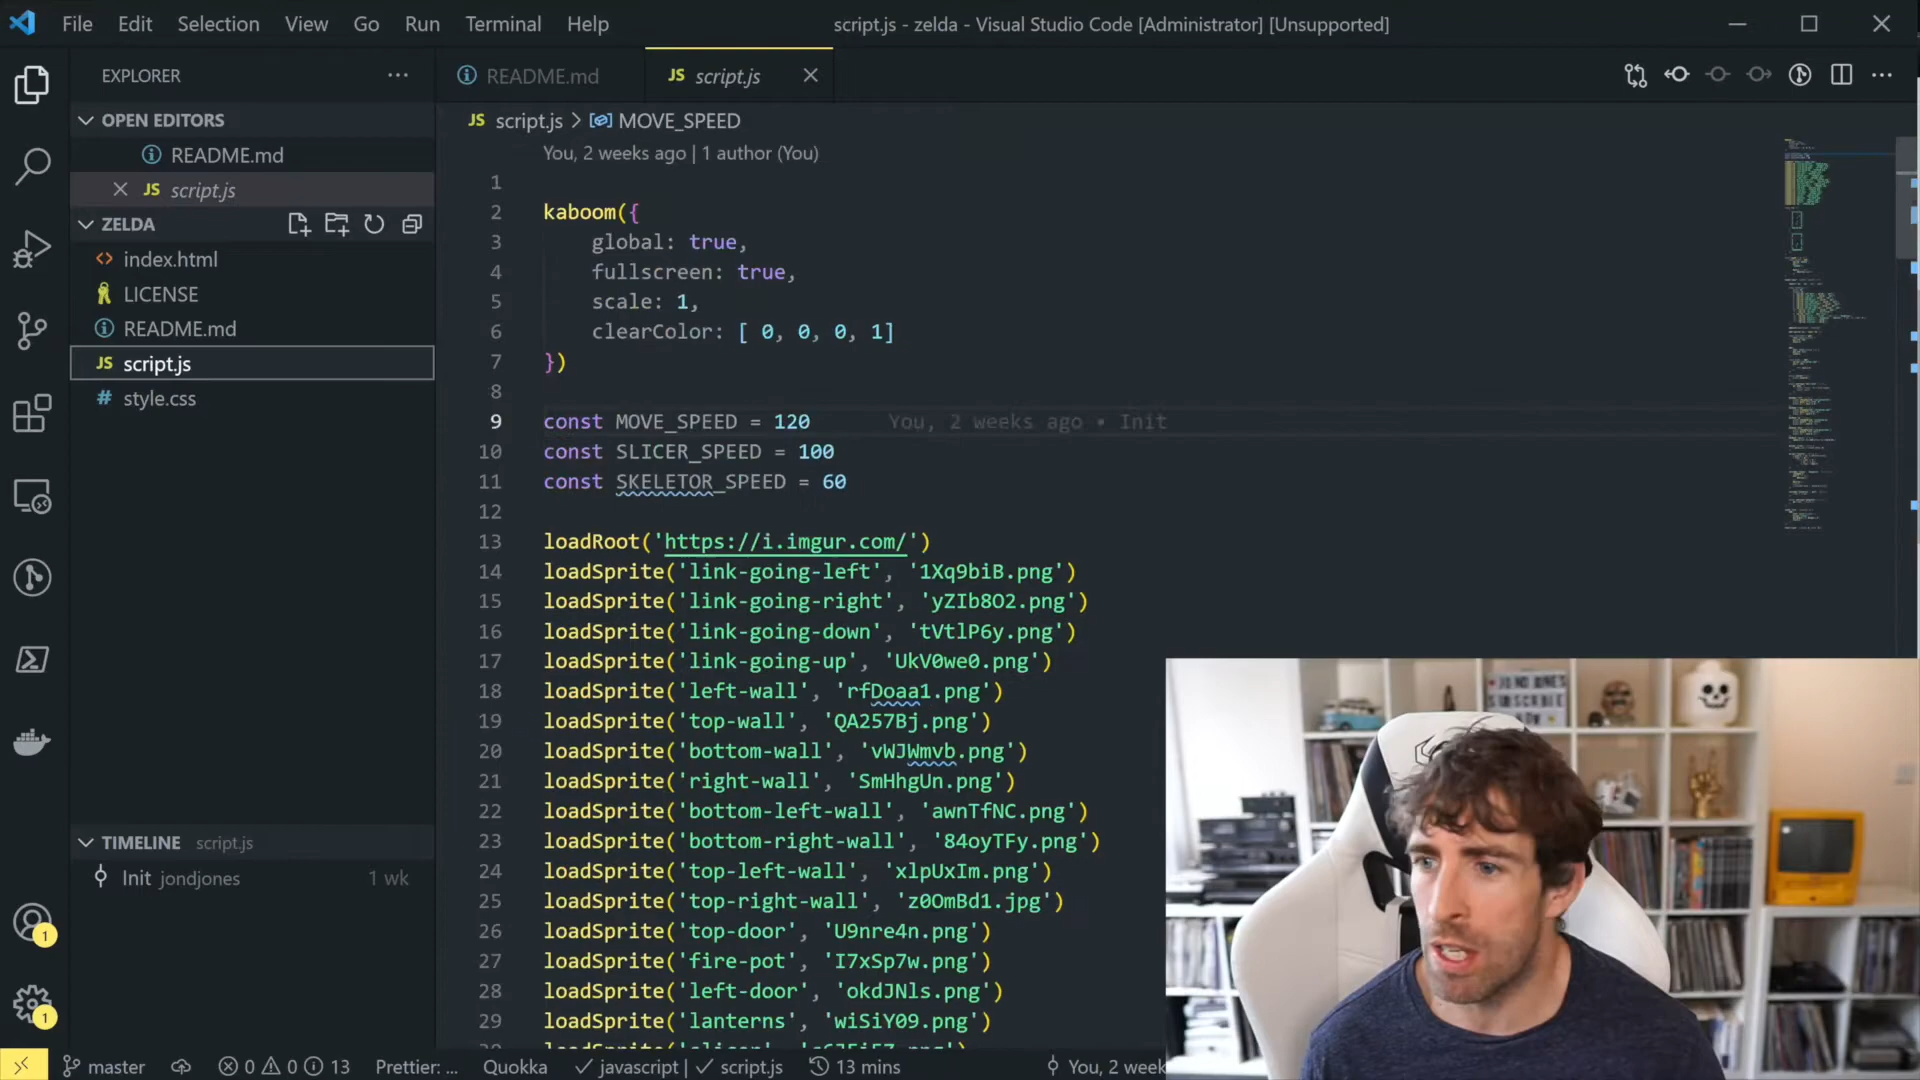 File Edit Selection View Go Run Terminal Help
script.js - zelda - Visual Studio Code [Administrator] [Unsupported]
EXPLORER
README.md
JS script.js
OPEN EDITORS
README.md
JS script.js
ZELDA
index.html
LICENSE
README.md
JS script.js
# style.css
JS script.js > MOVE_SPEED
You, 2 weeks ago | 1 author (You)
1
2 kaboom({
3 global: true,
4 fullscreen: true,
5 scale: 1,
6 clearColor: [ 0, 0, 0, 1]
7 })
8
9 const MOVE_SPEED = 120 You, 2 weeks ago • Init
10 const SLICER_SPEED = 100
11 const SKELETOR_SPEED = 60
12
13 loadRoot('https://i.imgur.com/')
14 loadSprite('link-going-left', '1Xq9biB.png')
15 loadSprite('link-going-right', 'yZIb8O2.png')
16 loadSprite('link-going-down', 'tVtlP6y.png')
17 loadSprite('link-going-up', 'UkV0we0.png')
18 loadSprite('left-wall', 'rfDoaa1.png')
19 loadSprite('top-wall', 'QA257Bj.png')
20 loadSprite('bottom-wall', 'vWJWmvb.png')
21 loadSprite('right-wall', 'SmHhgUn.png')
22 loadSprite('bottom-left-wall', 'awnTfNC.png')
23 loadSprite('bottom-right-wall', '84oyTFy.png')
24 loadSprite('top-left-wall', 'xlpUxIm.png')
25 loadSprite('top-right-wall', 'z0OmBd1.jpg')
26 loadSprite('top-door', 'U9nre4n.png')
27 loadSprite('fire-pot', 'I7xSp7w.png')
28 loadSprite('left-door', 'okdJNls.png')
29 loadSprite('lanterns', 'wiSiY09.png')
TIMELINE script.js
Init jondjones 1 wk
1
1
JONDJONES
SUBSCRIBE
NOW
master 0 0 13 Prettier: ... Quokka javascript | script.js 13 mins You, 2 week